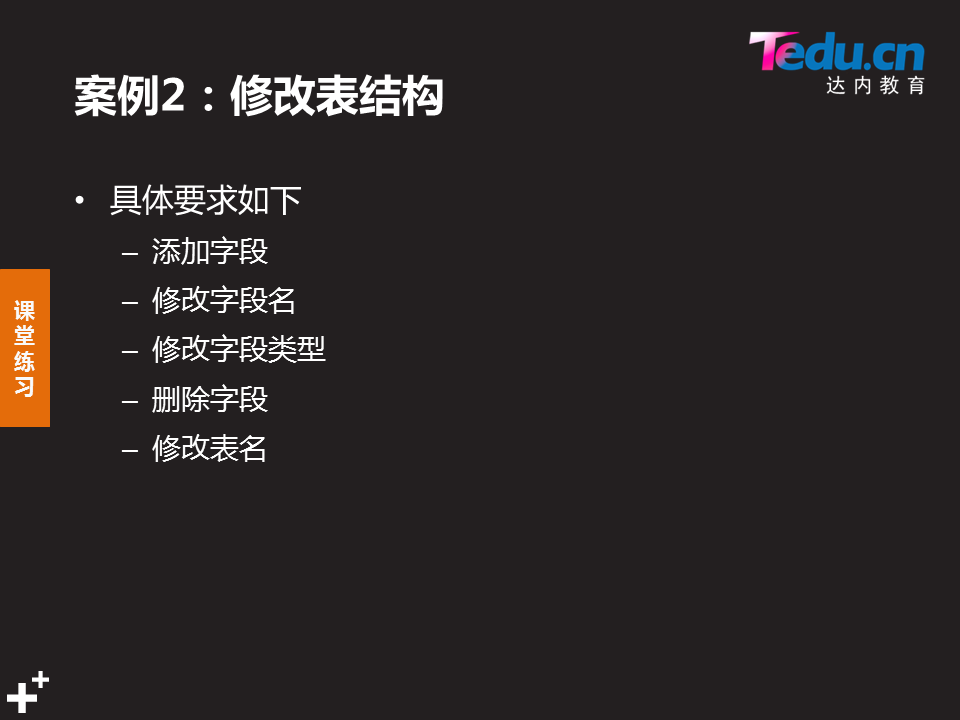 Tedu.cn
达内教育
案例2：修改表结构
• 具体要求如下
– 添加字段
– 修改字段名
– 修改字段类型
– 删除字段
– 修改表名
课
堂
练
习